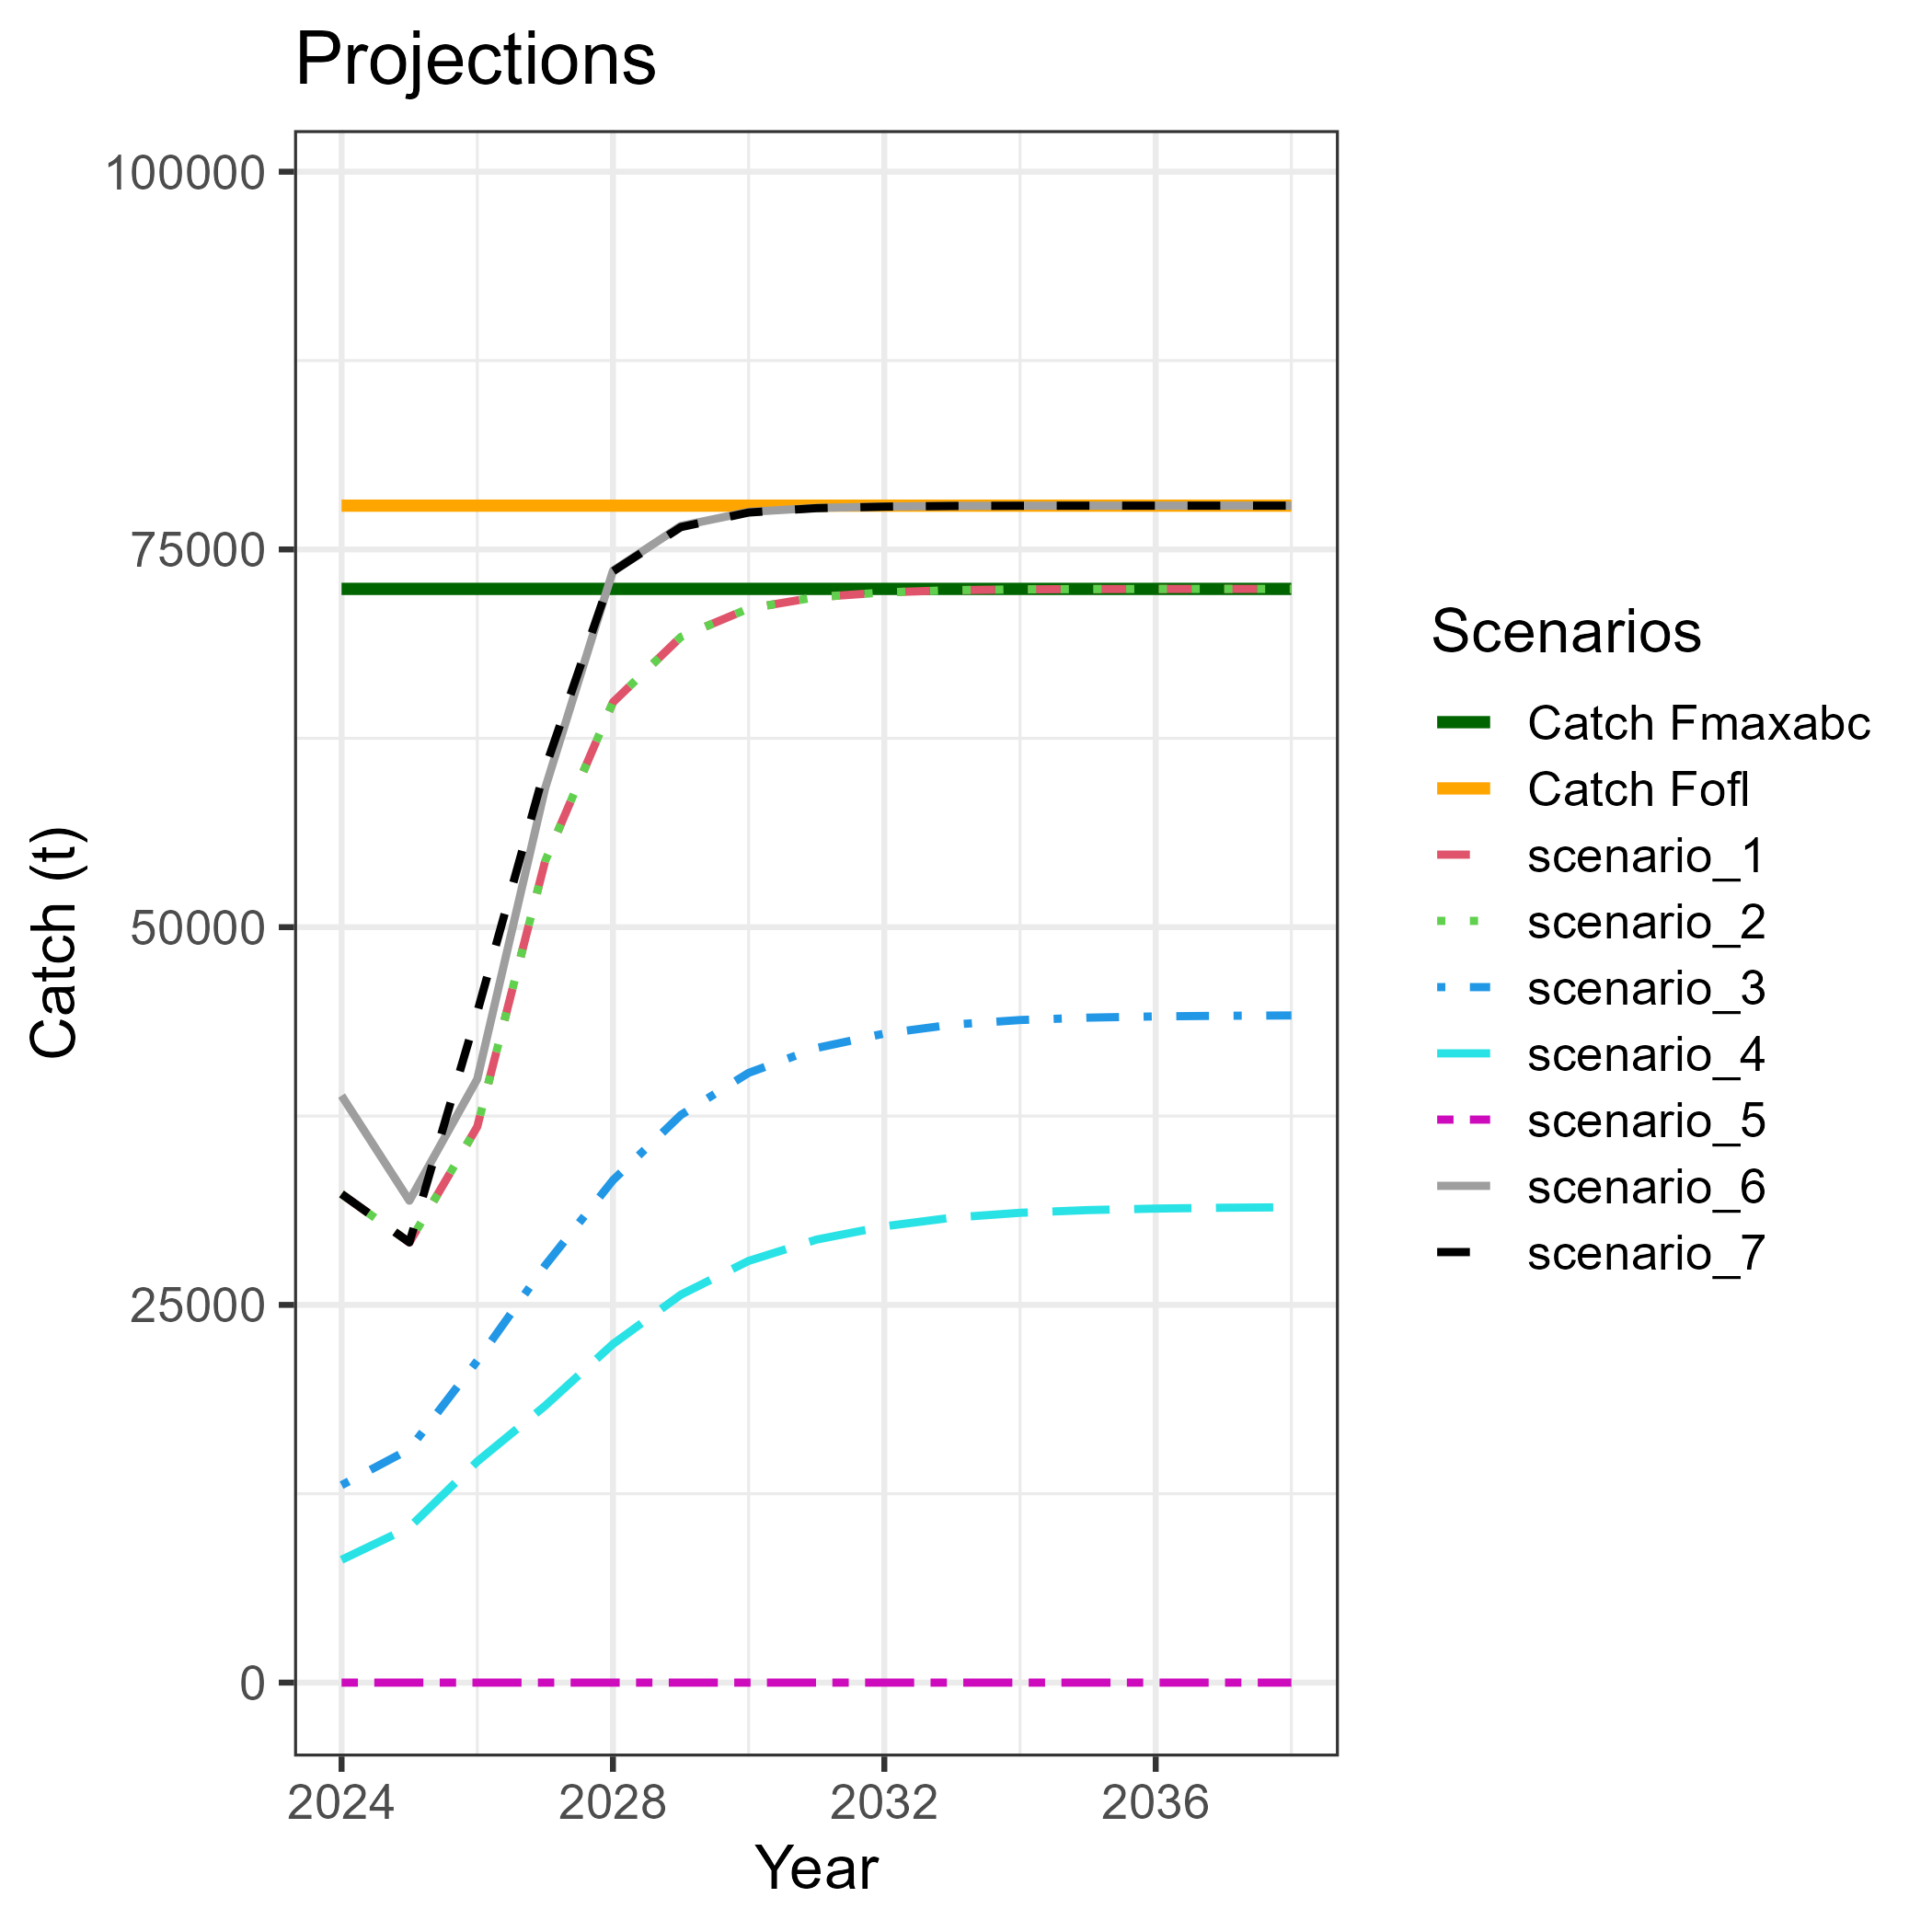 Projections
100000
75000
50000
25000
0
Catch (t)
2024 2028 2032 2036
Year
Scenarios
Catch Fmaxabc
Catch Fofl
scenario_1
scenario_2
scenario_3
scenario_4
scenario_5
scenario_6
scenario_7